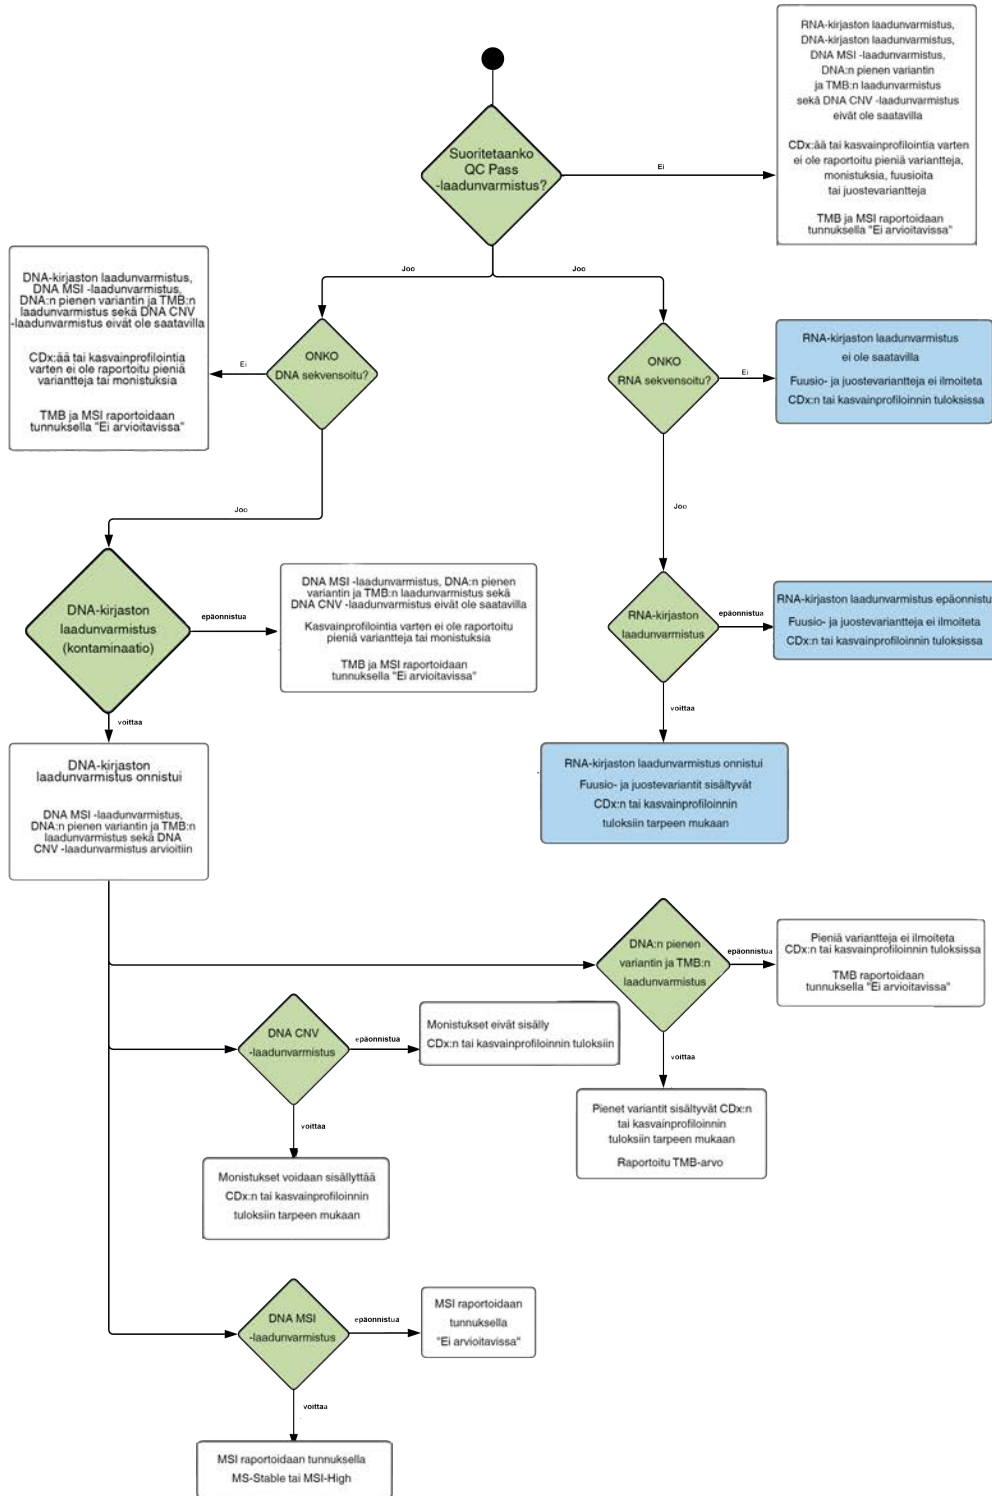 RNA-kirjaston laadunvarmistus,
DNA-kirjaston laadunvarmistus,
DNA MSI -laadunvarmistus,
DNA:n pienen variantin
ja TMB:n laadunvarmistus
sekä DNA CNV -laadunvarmistus
eivät ole saatavilla
CDx:ää tai kasvainprofilointia varten
ei ole raportoitu pieniä variantteja,
monistuksia, fuusioita
tai juostevariantteja
TMB ja MSI raportoidaan
tunnuksella "Ei arvioitavissa"
Suoritetaanko
QC Pass
-laadunvarmistus?
Ei
Joo
Joo
DNA-kirjaston laadunvarmistus,
DNA MSI -laadunvarmistus,
DNA:n pienen variantin ja TMB:n
laadunvarmistus sekä DNA CNV
-laadunvarmistus eivät ole saatavilla
CDx:ää tai kasvainprofilointia
varten ei ole raportoitu pieniä
variantteja tai monistuksia
TMB ja MSI raportoidaan
tunnuksella "Ei arvioitavissa"
Ei
ONKO
DNA sekvensoitu?
ONKO
RNA sekvensoitu?
Ei
RNA-kirjaston laadunvarmistus
ei ole saatavilla
Fuusio- ja juostevariantteja ei ilmoiteta
CDx:n tai kasvainprofiloinnin tuloksissa
Joo
Joo
DNA-kirjaston
laadunvarmistus
(kontaminaatio)
epäonnistua
DNA MSI -laadunvarmistus, DNA:n pienen
variantin ja TMB:n laadunvarmistus sekä
DNA CNV -laadunvarmistus eivät ole saatavilla
Kasvainprofilointia varten ei ole raportoitu
pieniä variantteja tai monistuksia
TMB ja MSI raportoidaan
tunnuksella "Ei arvioitavissa"
RNA-kirjaston
laadunvarmistus
epäonnistua
RNA-kirjaston laadunvarmistus epäonnistu
Fuusio- ja juostevariantteja ei ilmoiteta
CDx:n tai kasvainprofiloinnin tuloksissa
voittaa
voittaa
DNA-kirjaston
laadunvarmistus onnistui
DNA MSI -laadunvarmistus,
DNA:n pienen variantin ja TMB:n
laadunvarmistus sekä DNA
CNV -laadunvarmistus arvioitiin
RNA-kirjaston laadunvarmistus onnistui
Fuusio- ja juostevariantit sisältyvät
CDx:n tai kasvainprofiloinnin
tuloksiin tarpeen mukaan
DNA:n pienen
variantin ja TMB:n
laadunvarmistus
epäonnistua
Pieniä variantteja ei ilmoiteta
CDx:n tai kasvainprofiloinnin tuloksissa
TMB raportoidaan
tunnuksella "Ei arvioitavissa"
DNA CNV
-laadunvarmistus
epäonnistua
Monistukset eivät sisälly
CDx:n tai kasvainprofiloinnin tuloksiin
voittaa
Pienet variantit sisältyvät CDx:n
tai kasvainprofiloinnin
tuloksiin tarpeen mukaan
Raportoitu TMB-arvo
voittaa
Monistukset voidaan sisällyttää
CDx:n tai kasvainprofiloinnin
tuloksiin tarpeen mukaan
DNA MSI
-laadunvarmistus
epäonnistua
MSI raportoidaan
tunnuksella
"Ei arvioitavissa"
voittaa
MSI raportoidaan tunnuksella
MS-Stable tai MSI-High